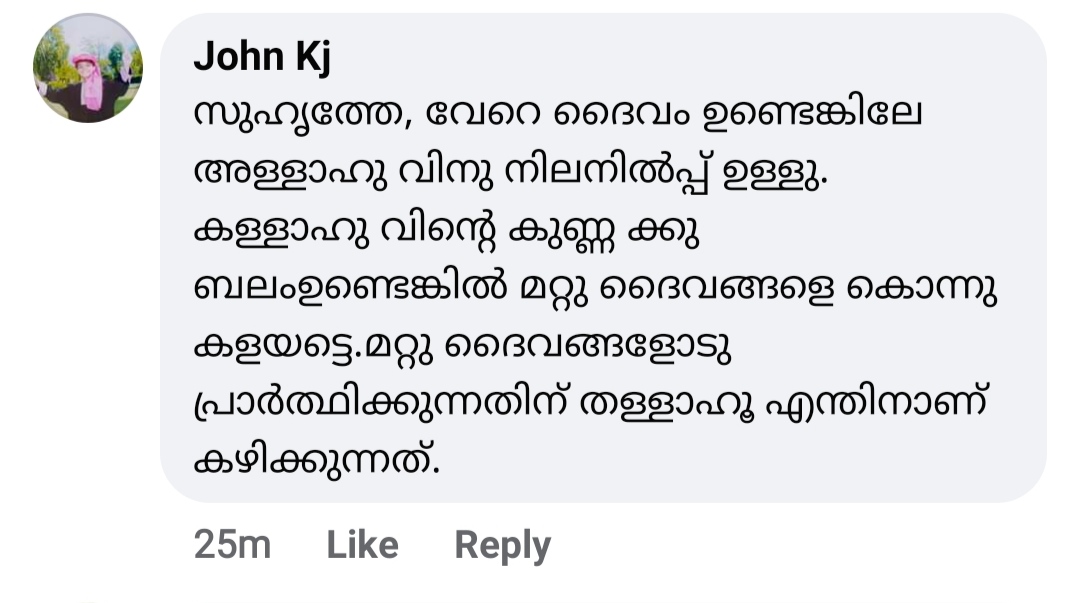 John Kj
സുഹൃത്തേ, വേറെ ദൈവം ഉണ്ടെങ്കിലേ
അള്ളാഹു വിനു നിലനിൽപ്പ് ഉള്ളു.
കള്ളാഹു വിന്റെ കുണ്ണ ക്കു
ബലംഉണ്ടെങ്കിൽ മറ്റു ദൈവങ്ങളെ കൊന്നു
കളയട്ടെ.മറ്റു ദൈവങ്ങളോടു
പ്രാർത്ഥിക്കുന്നതിന് തള്ളാഹൂ എന്തിനാണ്
കഴിക്കുന്നത്.
25m Like Reply